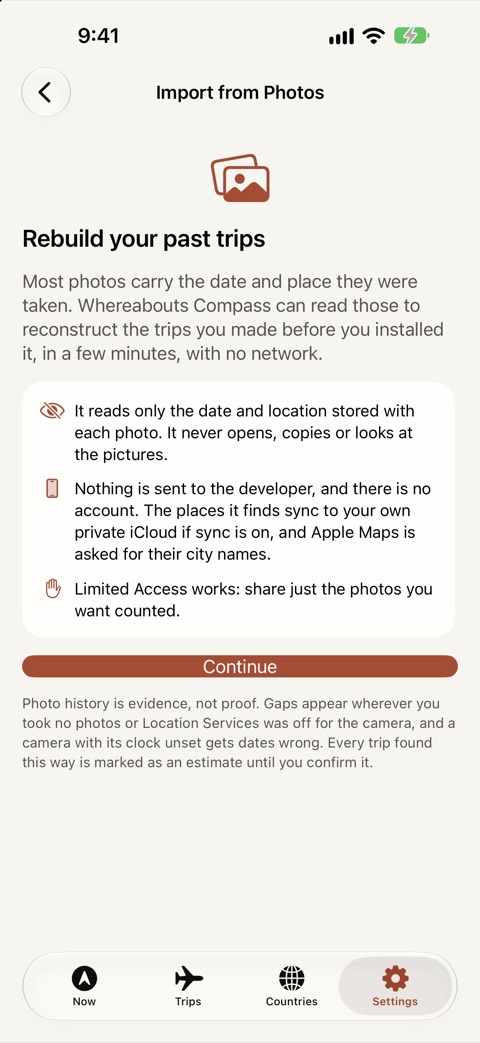 9:41
Import from Photos
Rebuild your past trips
Most photos carry the date and place they were
taken. Whereabouts Compass can read those to
reconstruct the trips you made before you installed
it, in a few minutes, with no network.
It reads only the date and location stored with
each photo. It never opens, copies or looks at
the pictures.
Nothing is sent to the developer, and there is no
account. The places it finds sync to your own
private iCloud if sync is on, and Apple Maps is
asked for their city names.
Limited Access works: share just the photos you
want counted.
Continue
Photo history is evidence, not proof. Gaps appear wherever you
took no photos or Location Services was off for the camera, and a
camera with its clock unset gets dates wrong. Every trip found
this way is marked as an estimate until you confirm it.
Now
Trips
Countries
Settings